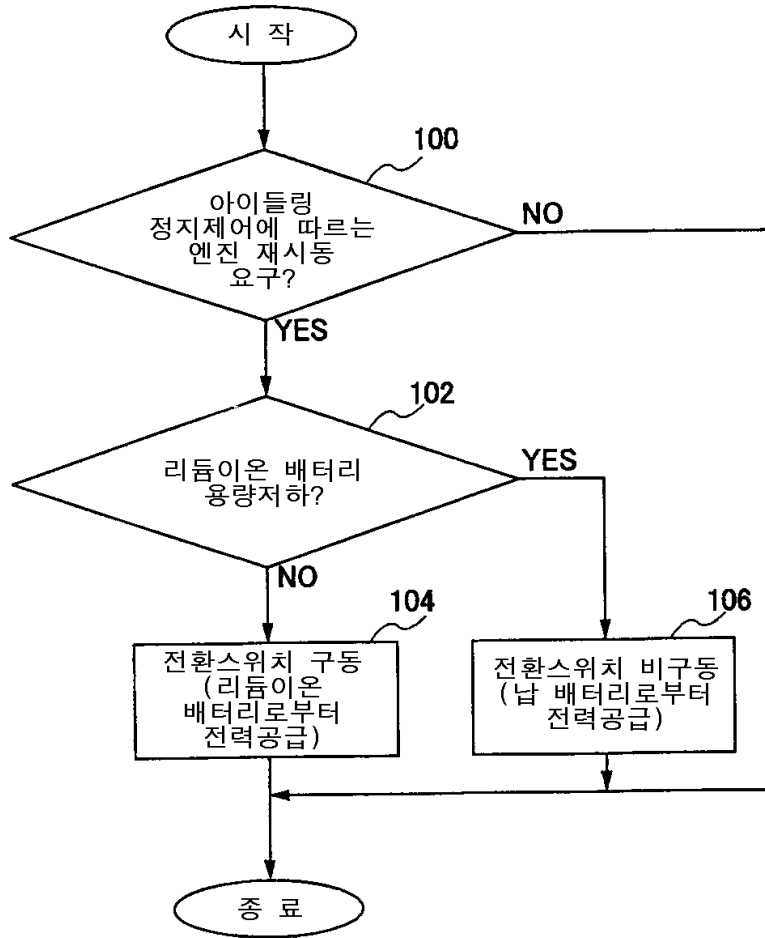 시 작
100
아이들링
정지제어에 따르는
엔진 재시동
요구?
NO
YES
102
리듐이온 배터리
용량저하?
YES
NO
104
전환스위치 구동
(리듐이온
배터리로부터
전력공급)
106
전환스위치 비구동
(납 배터리로부터
전력공급)
종 료